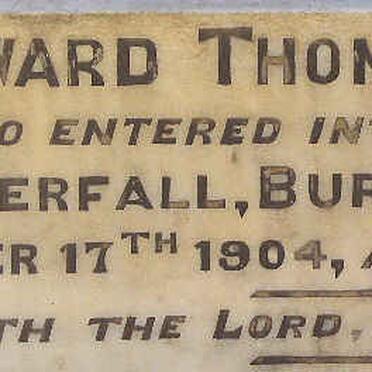 WARD THOM
O ENTERED INT
ERFALL, BUR
ER 17TH 1904, A
TH THE LORD.